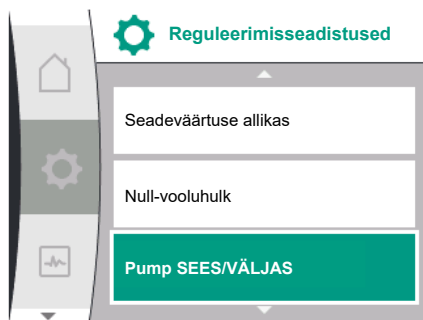 Reguleerimisseadistused
Seadeväärtuse allikas
Null-vooluhulk
Pump SEES/VÄLJAS